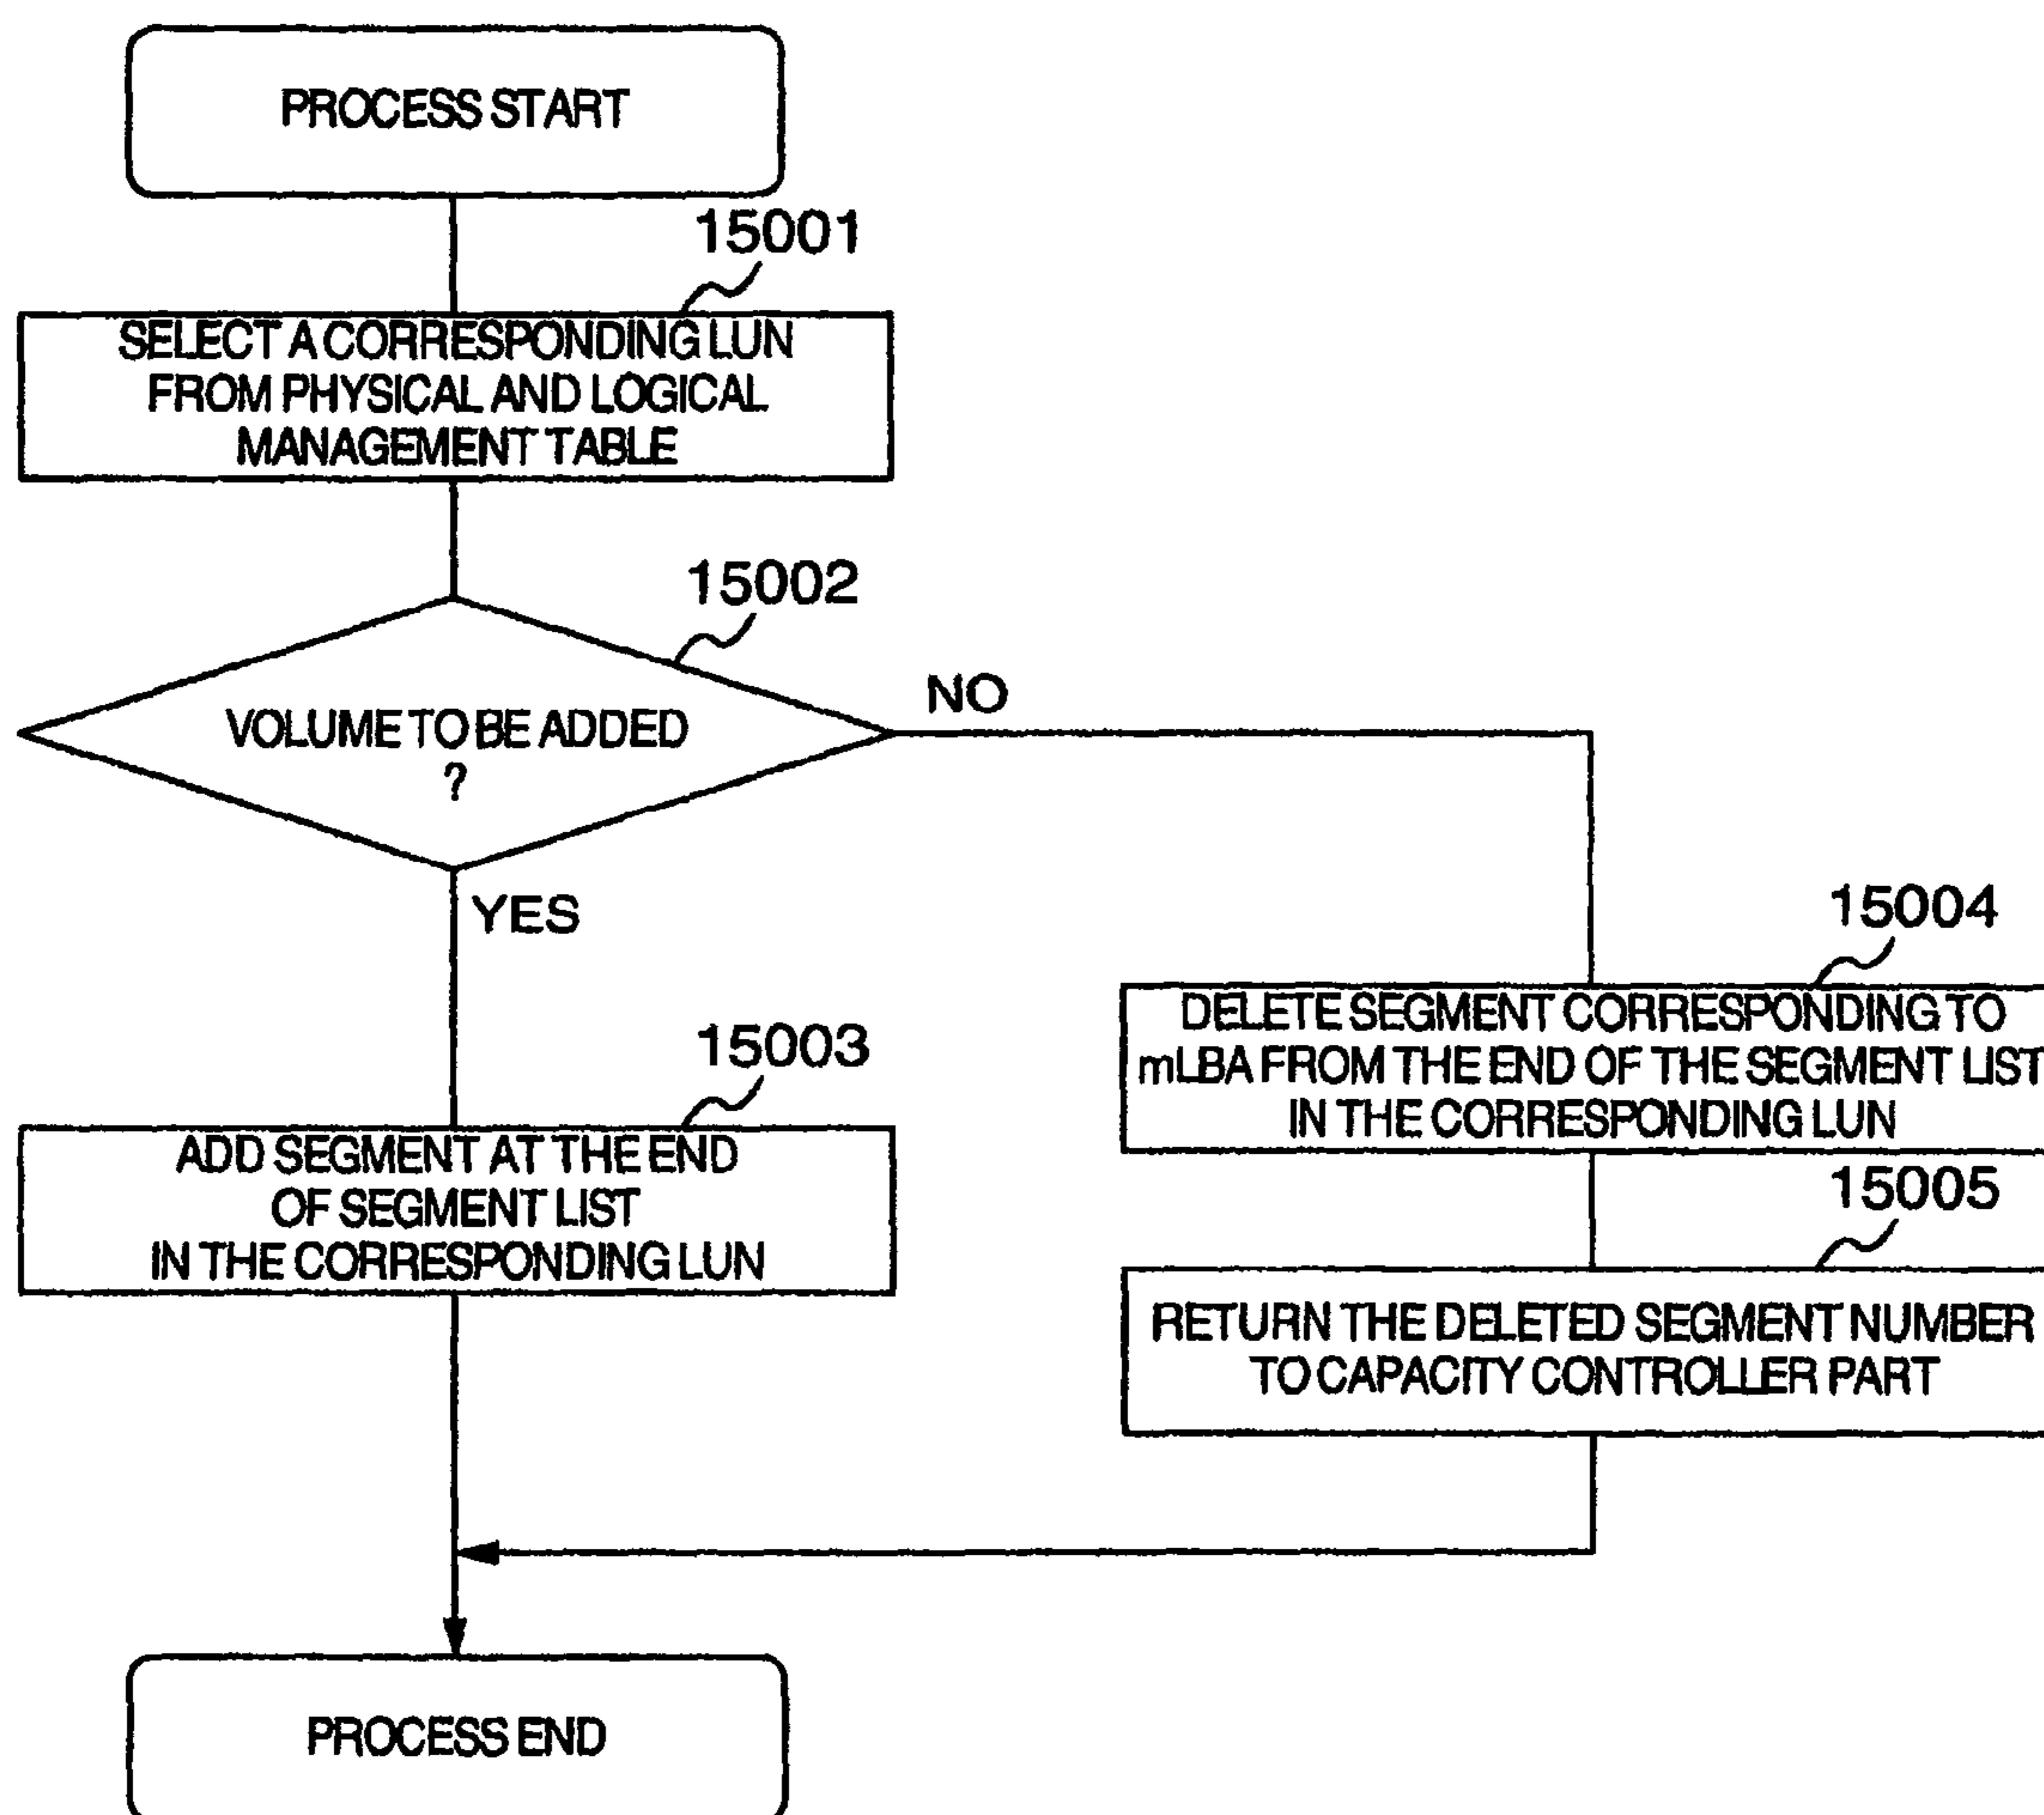 PROCESS START
15001
SELECT A CORRESPONDING LUN
FROM PHYSICAL AND LOGICAL
MANAGEMENT TABLE
15002
VOLUME TO BE ADDED
?
NO
YES
15003
ADD SEGMENT AT THE END
OF SEGMENT LIST
IN THE CORRESPONDING LUN
15004
DELETE SEGMENT CORRESPONDING TO
mLBA FROM THE END OF THE SEGMENT LIST
IN THE CORRESPONDING LUN
15005
RETURN THE DELETED SEGMENT NUMBER
TO CAPACITY CONTROLLER PART
PROCESS END